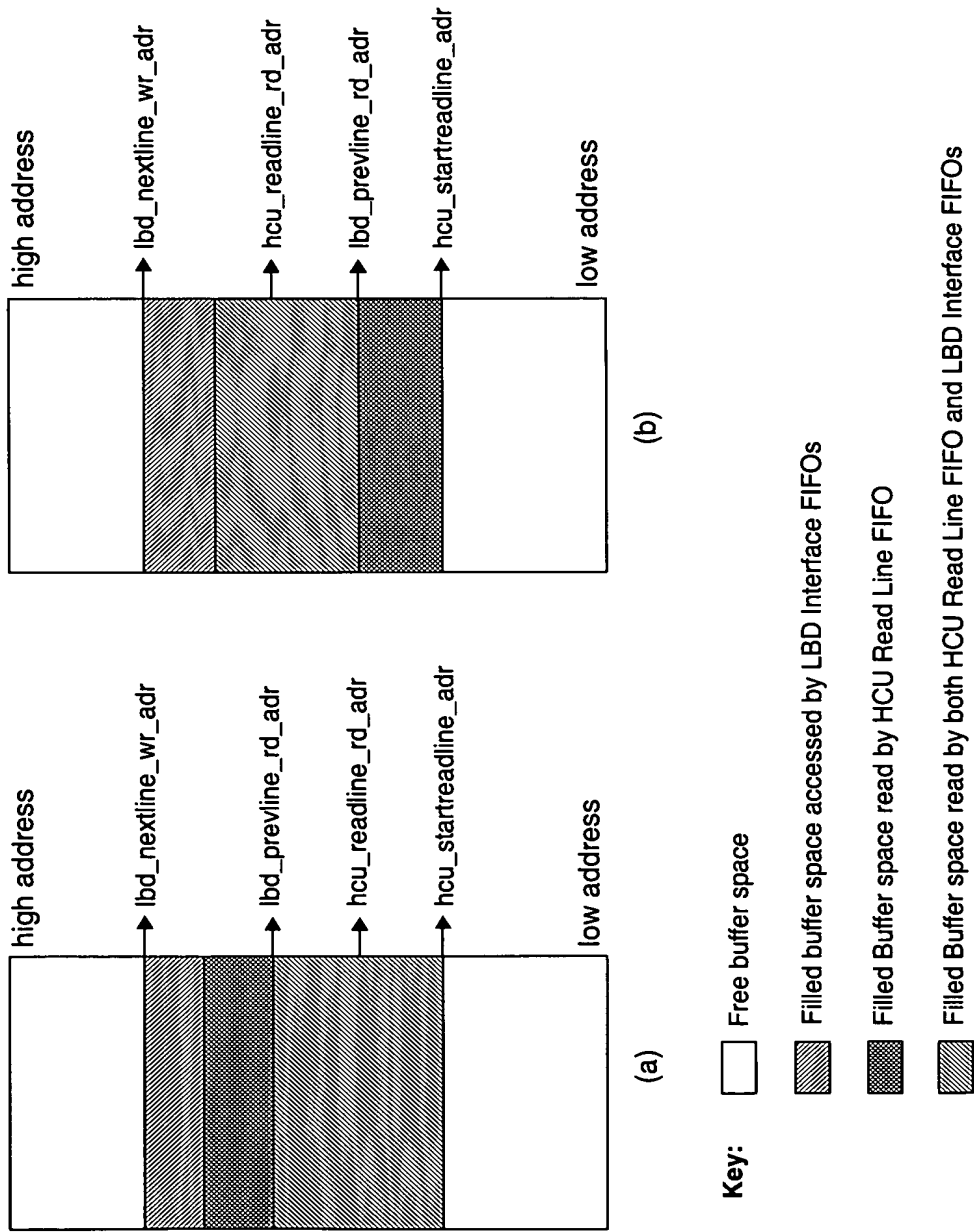 high address
lbd_nextline_wr_adr
lbd_prevline_rd_adr
hcu_readline_rd_adr
hcu_startreadline_adr
low address
(a)
high address
lbd_nextline_wr_adr
hcu_readline_rd_adr
lbd_prevline_rd_adr
hcu_startreadline_adr
low address
(b)
Key:
Free buffer space
Filled buffer space accessed by LBD Interface FIFOs
Filled Buffer space read by HCU Read Line FIFO
Filled Buffer space read by both HCU Read Line FIFO and LBD Interface FIFOs